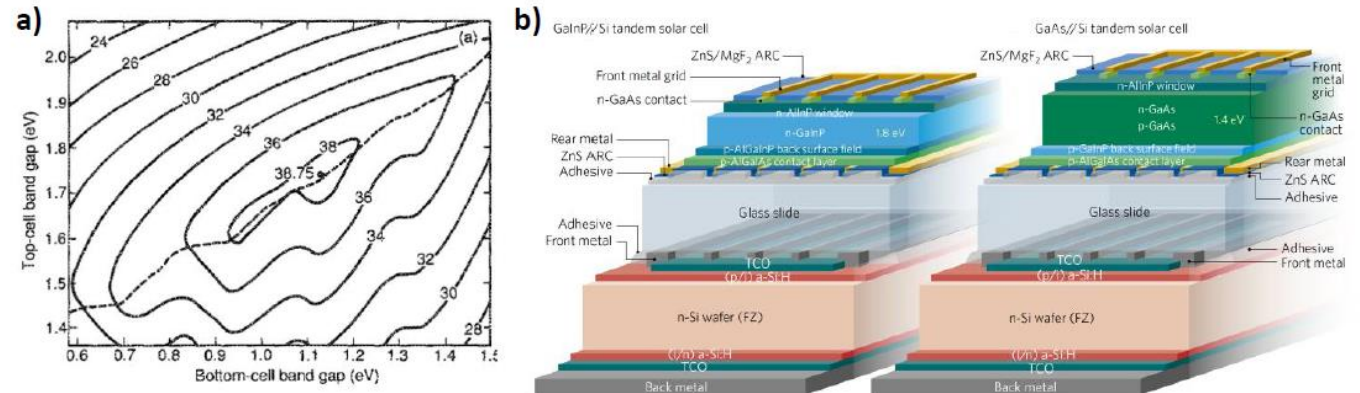 a)
(a)
24
26
28
30
32
34
36
38
38.75
36
34
32
30
28
2.0
1.9
1.8
1.7
1.6
1.5
1.4
Top-cell band gap (eV)
0.6 0.7 0.8 0.9 1.0 1.1 1.2 1.3 1.4 1.5
Bottom-cell band gap (eV)
b)
GaInP//Si tandem solar cell
ZnS/MgF2 ARC
Front metal grid
n-GaAs contact
n-AlInP window
n-GaInP
1.8 eV
p-AlGaInP back surface field
p-AlGaAs contact layer
Rear metal
ZnS ARC
Adhesive
Glass slide
Adhesive
Front metal
TCO
(p/i) a-Si:H
n-Si wafer (FZ)
(i/n) a-Si:H
TCO
Back metal
GaAs//Si tandem solar cell
ZnS/MgF2 ARC
Front
metal
grid
n-AlInP window
n-GaAs
p-GaAs
1.4 eV
n-GaAs
contact
p-GaInP back surface field
p-AlGaAs contact layer
Rear metal
ZnS ARC
Adhesive
Glass slide
Adhesive
Front metal
TCO
(p/i) a-Si:H
n-Si wafer (FZ)
(i/n) a-Si:H
TCO
Back metal